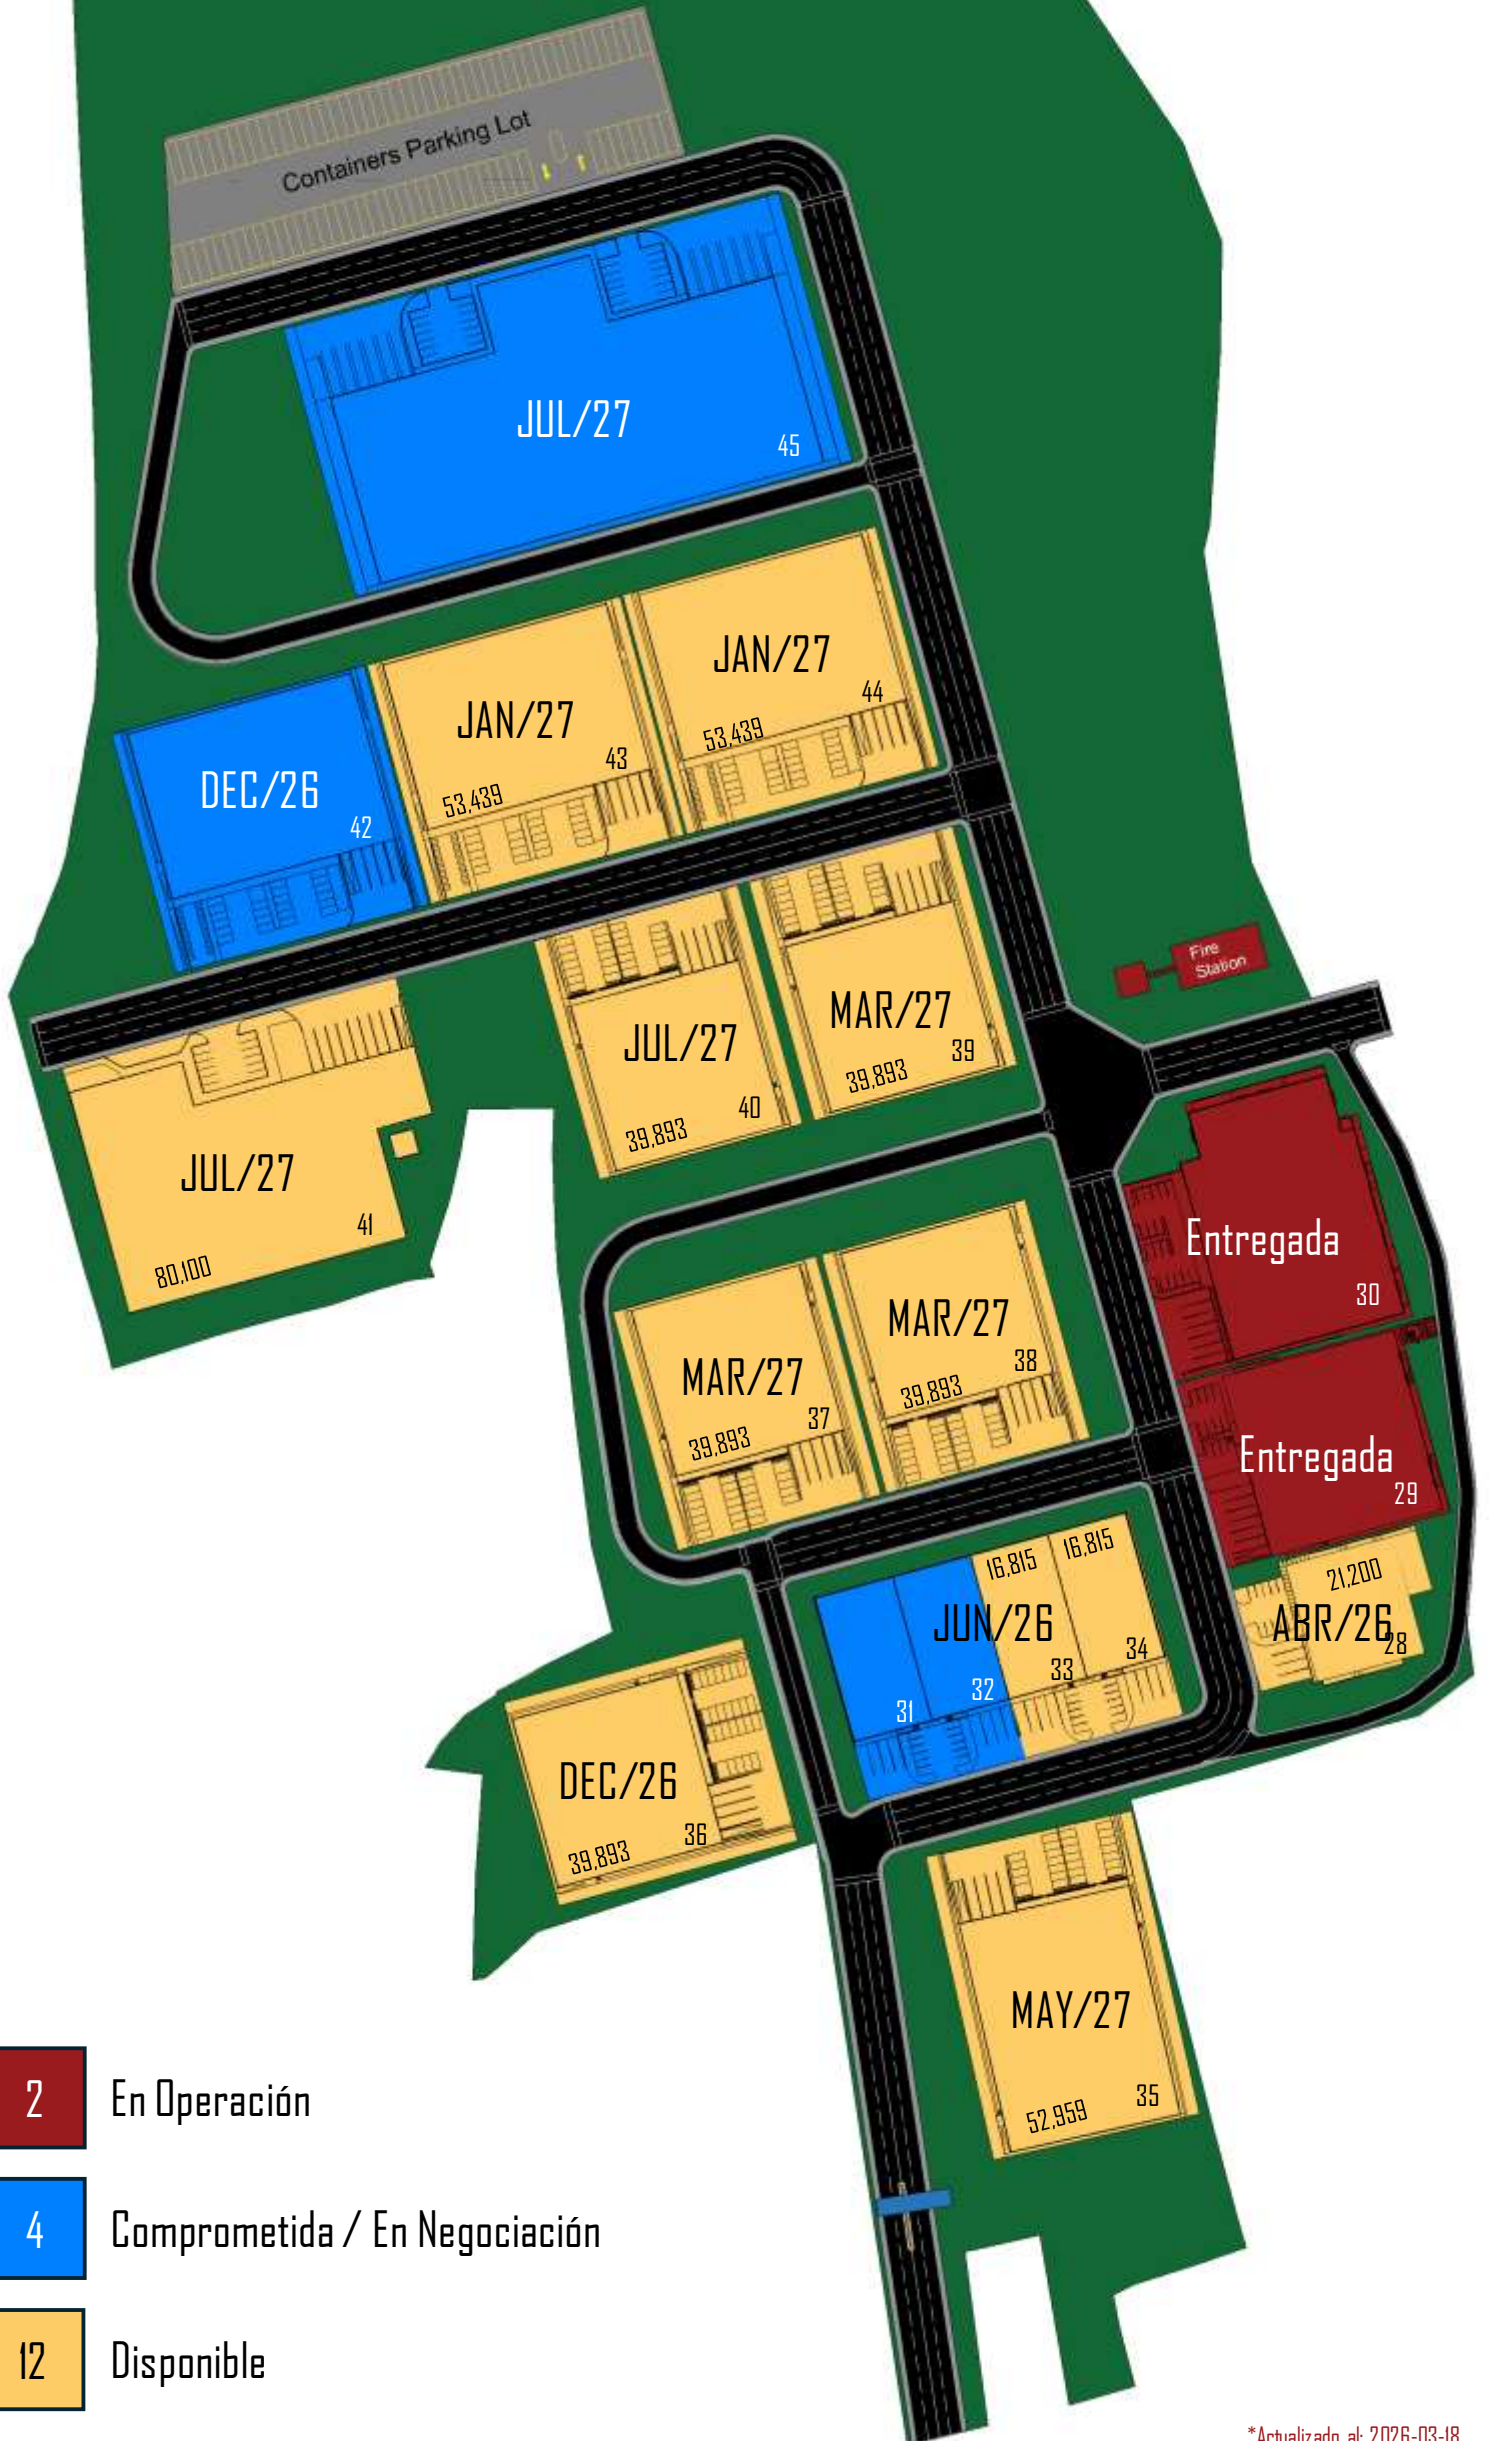 Containers Parking Lot
JUL/27
45
JAN/27
44
53,439
JAN/27
43
53,439
DEC/26
42
Fire
Station
MAR/27
39
39,893
JUL/27
40
39,893
JUL/27
41
80,100
Entregada
30
MAR/27
38
39,893
MAR/27
37
39,893
Entregada
29
16,815
16,815
JUN/26
31
32
33
34
21,200
ABR/26
28
DEC/26
36
39,893
MAY/27
35
52,959
2 En Operación
4 Comprometida / En Negociación
12 Disponible
*Actualizado al: 2026-03-18